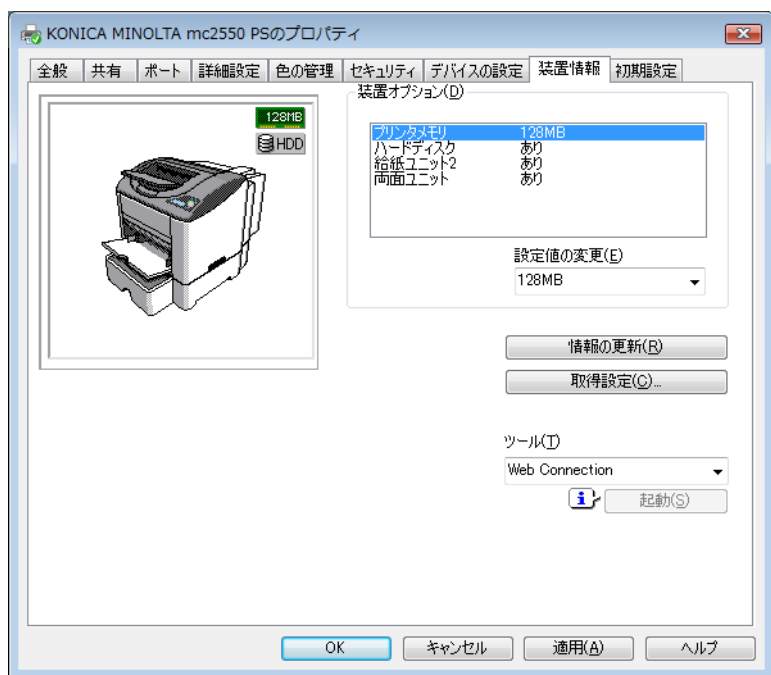 KONICA MINOLTA mc2550 PSのプロパティ
全般 共有 ポート 詳細設定 色の管理 セキュリティ デバイスの設定 装置情報 初期設定
128MB
HDD
装置オプション(D)
プリンタメモリ 128MB
ハードディスク あり
給紙ユニット2 あり
両面ユニット あり
設定値の変更(E)
128MB
情報の更新(R)
取得設定(C)...
ツール(T)
Web Connection
起動(S)
OK キャンセル 適用(A) ヘルプ